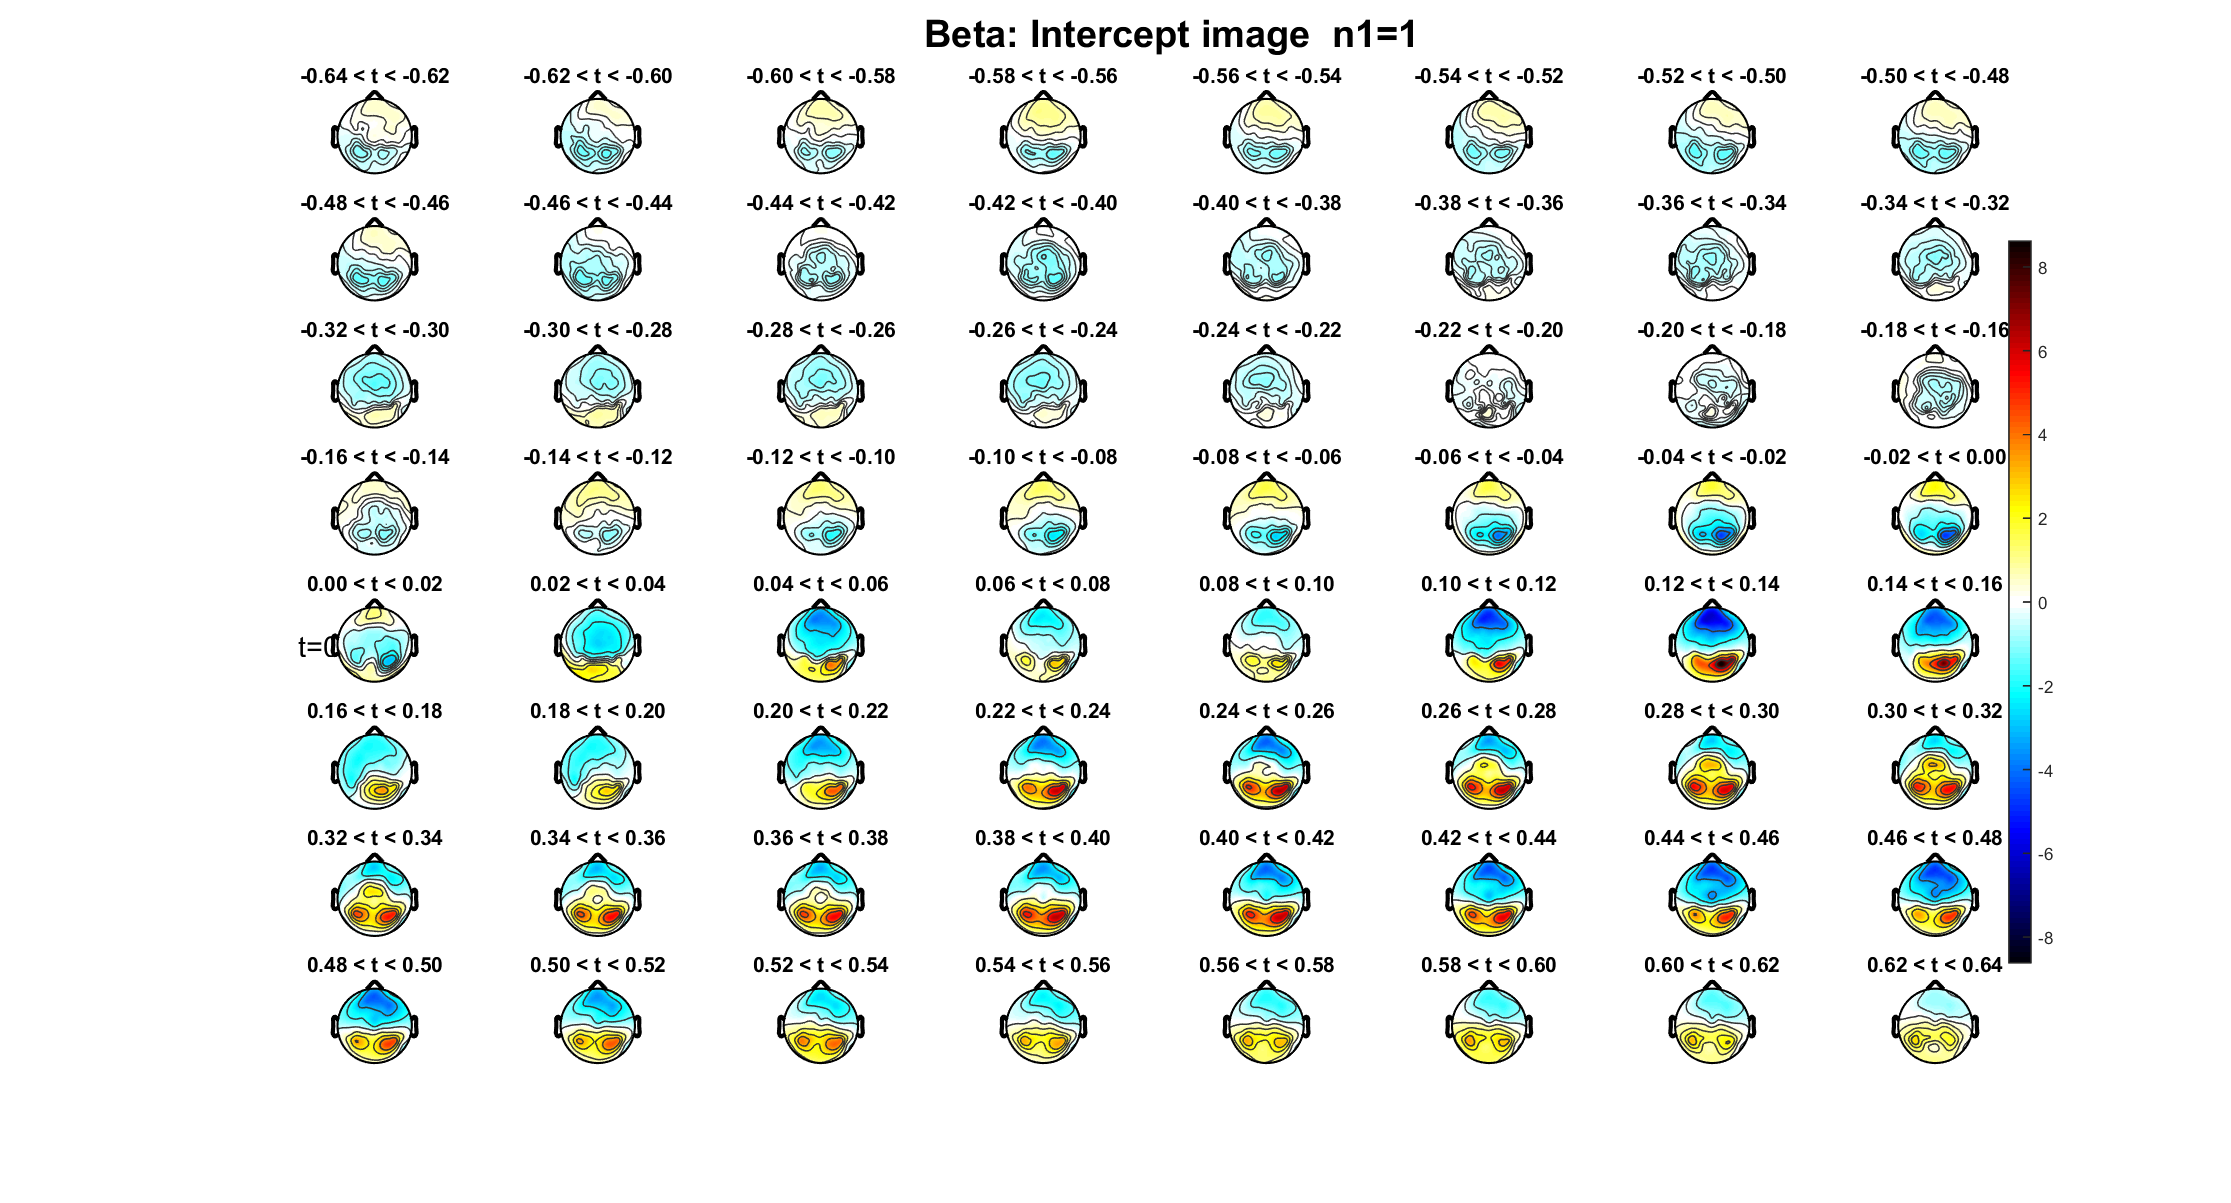 Beta: Intercept image  n1=1
-0.64 < t < -0.62 -0.62 < t < -0.60 -0.60 < t < -0.58 -0.58 < t < -0.56 -0.56 < t < -0.54 -0.54 < t < -0.52 -0.52 < t < -0.50 -0.50 < t < -0.48
-0.48 < t < -0.46 -0.46 < t < -0.44 -0.44 < t < -0.42 -0.42 < t < -0.40 -0.40 < t < -0.38 -0.38 < t < -0.36 -0.36 < t < -0.34 -0.34 < t < -0.32
8
-0.32 < t < -0.30 -0.30 < t < -0.28 -0.28 < t < -0.26 -0.26 < t < -0.24 -0.24 < t < -0.22 -0.22 < t < -0.20 -0.20 < t < -0.18 -0.18 < t < -0.16
6
4
-0.16 < t < -0.14 -0.14 < t < -0.12 -0.12 < t < -0.10 -0.10 < t < -0.08 -0.08 < t < -0.06 -0.06 < t < -0.04 -0.04 < t < -0.02 -0.02 < t < 0.00
2
0.00 < t < 0.02 0.02 < t < 0.04 0.04 < t < 0.06 0.06 < t < 0.08 0.08 < t < 0.10 0.10 < t < 0.12 0.12 < t < 0.14 0.14 < t < 0.16
0
t=0
-2
0.16 < t < 0.18 0.18 < t < 0.20 0.20 < t < 0.22 0.22 < t < 0.24 0.24 < t < 0.26 0.26 < t < 0.28 0.28 < t < 0.30 0.30 < t < 0.32
-4
0.32 < t < 0.34 0.34 < t < 0.36 0.36 < t < 0.38 0.38 < t < 0.40 0.40 < t < 0.42 0.42 < t < 0.44 0.44 < t < 0.46 0.46 < t < 0.48
-6
-8
0.48 < t < 0.50 0.50 < t < 0.52 0.52 < t < 0.54 0.54 < t < 0.56 0.56 < t < 0.58 0.58 < t < 0.60 0.60 < t < 0.62 0.62 < t < 0.64